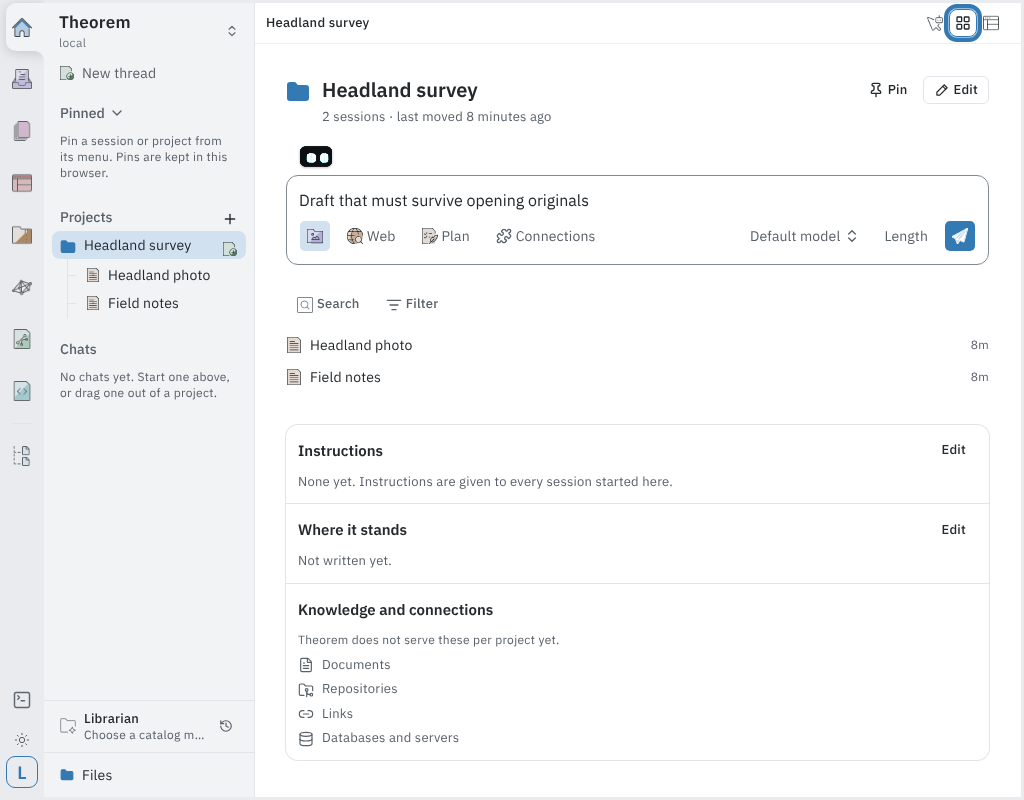 Theorem
local
New thread
Pinned
Pin a session or project from
its menu. Pins are kept in this
browser.
Projects
Headland survey
Headland photo
Field notes
Chats
No chats yet. Start one above,
or drag one out of a project.
Librarian
Choose a catalog m...
L
Files
Headland survey
Headland survey
Pin
Edit
2 sessions · last moved 8 minutes ago
Draft that must survive opening originals
Web
Plan
Connections
Default model
Length
Search
Filter
Headland photo
8m
Field notes
8m
Instructions
Edit
None yet. Instructions are given to every session started here.
Where it stands
Edit
Not written yet.
Knowledge and connections
Theorem does not serve these per project yet.
Documents
Repositories
Links
Databases and servers